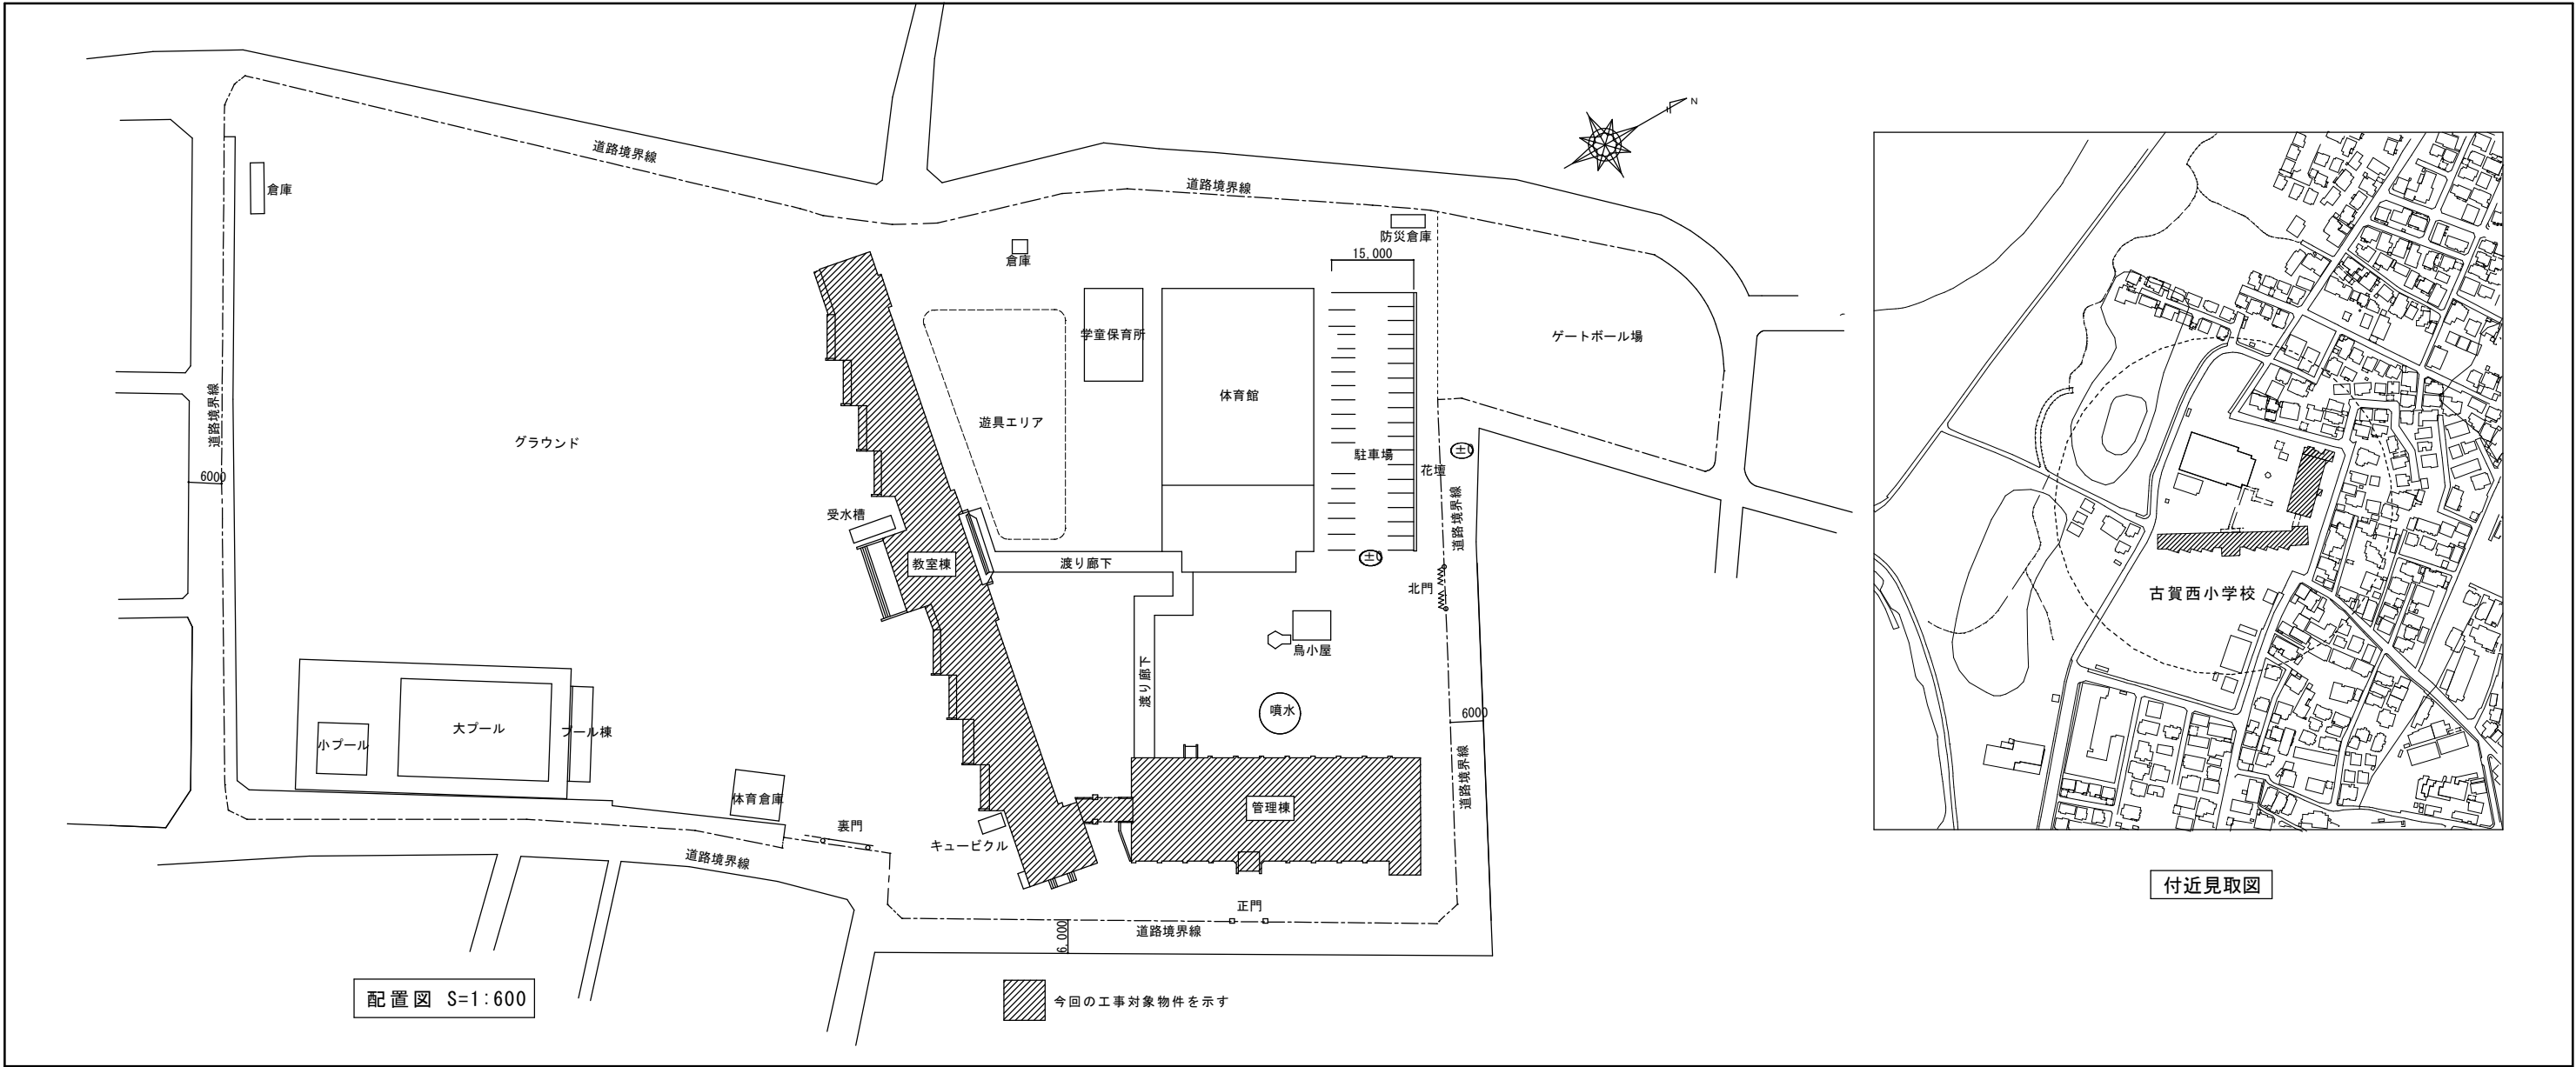 N
道路境界線
倉庫
道路境界線
防災倉庫
倉庫
15,000
学童保育所
ゲートボール場
体育館
遊具エリア
道路境界線
グラウンド
±0
駐車場
花壇
6000
受水槽
道路境界線
±0
教室棟
渡り廊下
北門
古賀西小学校
鳥小屋
渡り廊下
噴水
6000
大プール
プール棟
小プール
道路境界線
体育倉庫
管理棟
裏門
キュービクル
道路境界線
付近見取図
正門
道路境界線
6,000
配置図 S=1:600
今回の工事対象物件を示す